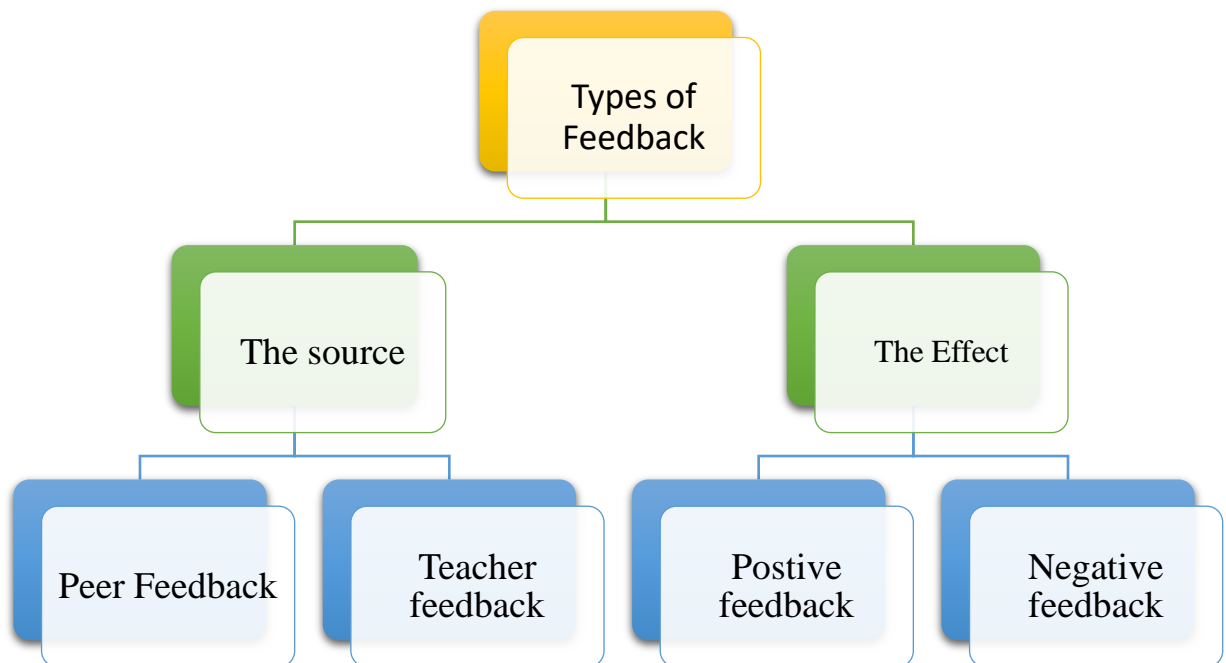 Types of
Feedback
The source
The Effect
Peer Feedback
Teacher
feedback
Postive
feedback
Negative
feedback